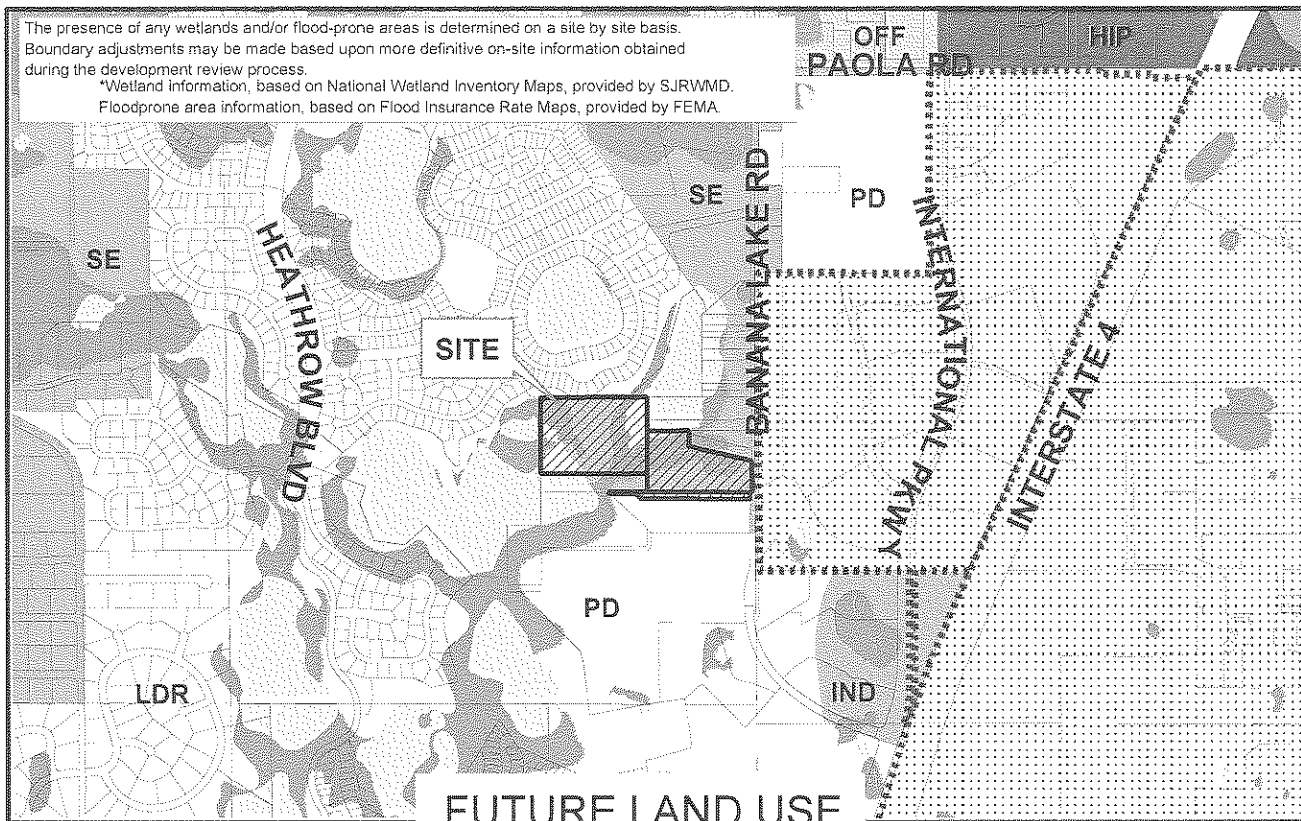 The presence of any wetlands and/or flood-prone areas is determined on a site by site basis.
Boundary adjustments may be made based upon more definitive on-site information obtained
during the development review process.
*Wetland information, based on National Wetland Inventory Maps, provided by SJRWMD.
Floodprone area information, based on Flood Insurance Rate Maps, provided by FEMA.
OFF
HIP
PAOLA RD
SE
SE
PD
BANANA LAKE RD
INTERNATIONAL PKWY
HEATHROW BLVD
SITE
INTERSTATE 4
PD
LDR
IND
FUTURE LAND USE